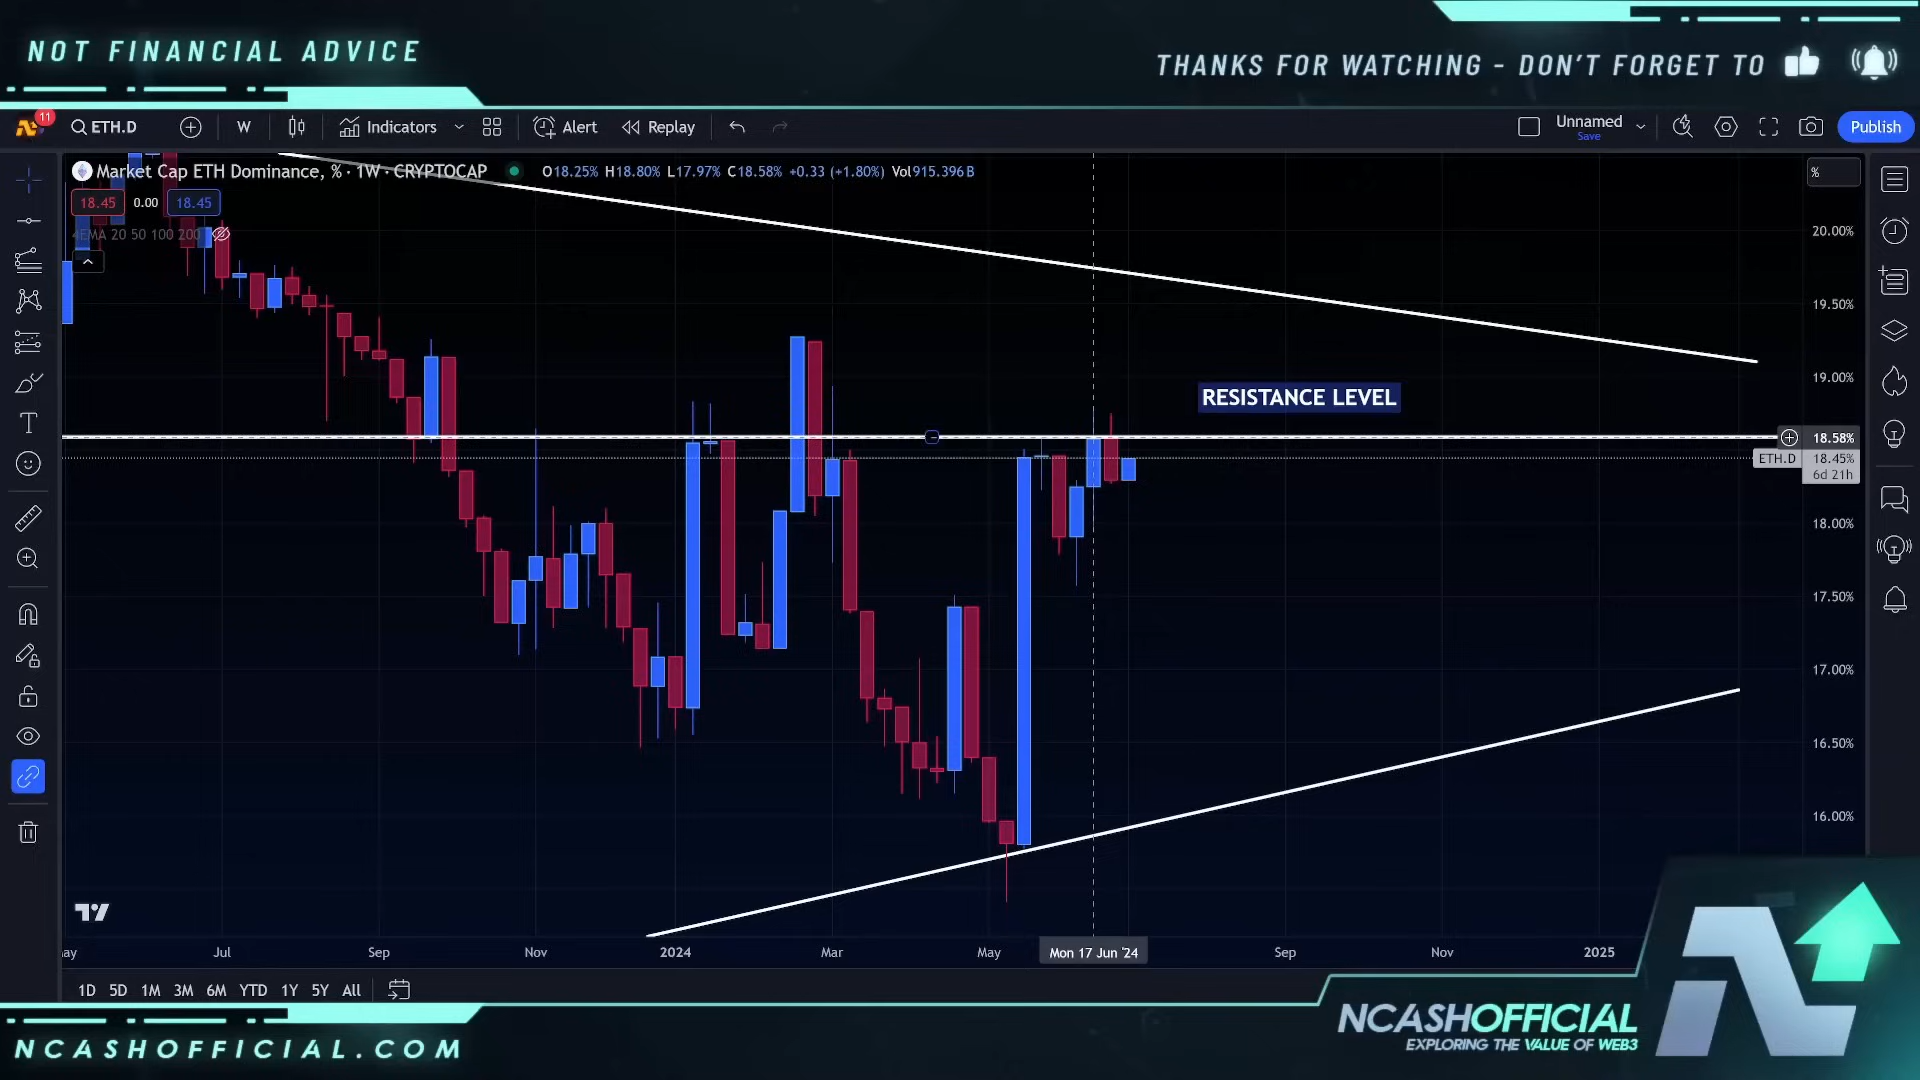 NOT FINANCIAL ADVICE
THANKS FOR WATCHING - DON'T FORGET TO
11
ETH.D
W
Indicators
Alert
Replay
Unnamed
Save
Publish
Market Cap ETH Dominance, % · 1W · CRYPTOCAP
O18.25% H18.80% L17.97% C18.58% +0.33 (+1.80%) Vol915.396B
%
18.45 0.00 18.45
4EMA 20 50 100 200
20.00%
19.50%
19.00%
RESISTANCE LEVEL
18.58%
ETH.D 18.45%
6d 21h
18.00%
17.50%
17.00%
16.50%
16.00%
ay Jul Sep Nov 2024 Mar May Mon 17 Jun '24 Sep Nov 2025
1D 5D 1M 3M 6M YTD 1Y 5Y All
NCASHOFFICIAL
EXPLORING THE VALUE OF WEB3
NCASHOFFICIAL.COM